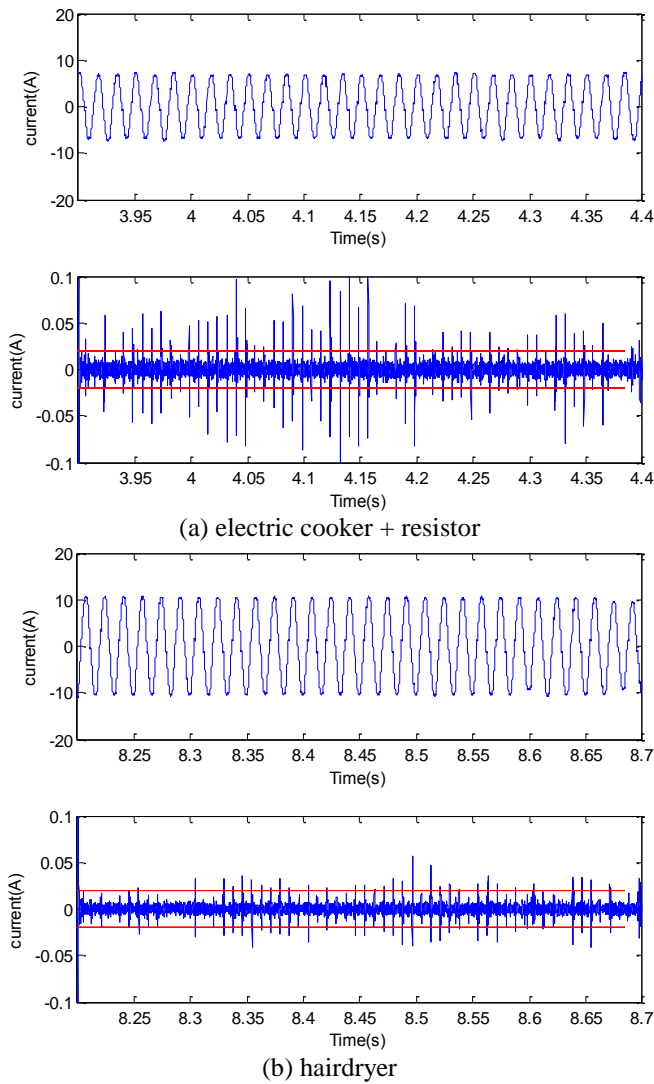 20
10
0
-10
20
current(A)
3.95 4 4.05 4.1 4.15 4.2 4.25 4.3 4.35 4.4
Time(s)
0.1
0.05
0
-0.05
-0.1
current(A)
3.95 4 4.05 4.1 4.15 4.2 4.25 4.3 4.35 4.4
Time(s)
(a) electric cooker + resistor
20
10
0
-10
20
current(A)
8.25 8.3 8.35 8.4 8.45 8.5 8.55 8.6 8.65 8.7
Time(s)
0.1
0.05
0
-0.05
-0.1
current(A)
8.25 8.3 8.35 8.4 8.45 8.5 8.55 8.6 8.65 8.7
Time(s)
(b) hairdryer